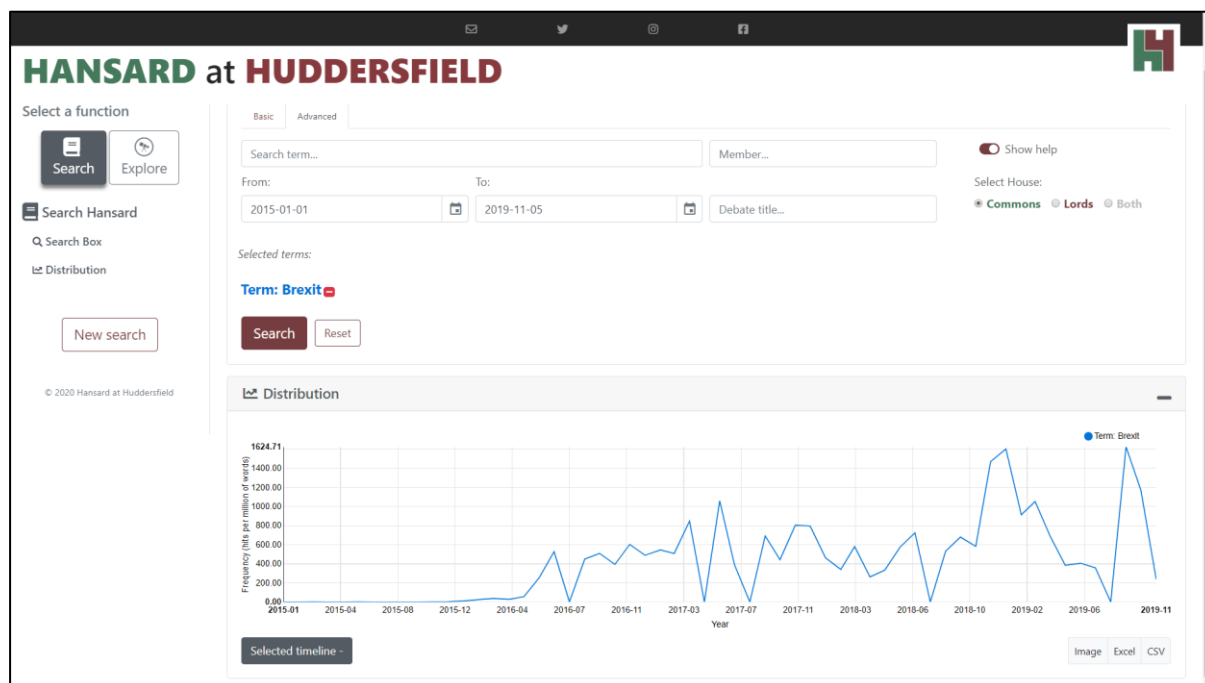 HANSARD at HUDDERSFIELD
Select a function
Search
Explore
Search Hansard
Search Box
Distribution
New search
© 2020 Hansard at Huddersfield
Basic Advanced
Search term...
Member...
Show help
From:
To:
Select House:
2015-01-01
2019-11-05
Debate title...
Commons Lords Both
Selected terms:
Term: Brexit
Search Reset
Distribution
Term: Brexit
Frequency (hits per million of words)
1624.71
1400.00
1200.00
1000.00
800.00
600.00
400.00
200.00
0.00
2015-01 2015-04 2015-08 2015-12 2016-04 2016-07 2016-11 2017-03 2017-07 2017-11 2018-03 2018-06 2018-10 2019-02 2019-06 2019-11
Year
Selected timeline -
Image Excel CSV